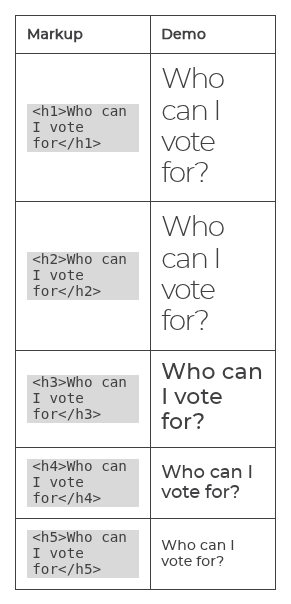 Markup Demo
<h1>Who can
I vote
for</h1>
Who
can I
vote
for?
<h2>Who can
I vote
for</h2>
Who
can I
vote
for?
<h3>Who can
I vote
for</h3>
Who can
I vote
for?
<h4>Who can
I vote
for</h4>
Who can I
vote for?
<h5>Who can
I vote
for</h5>
Who can I
vote for?